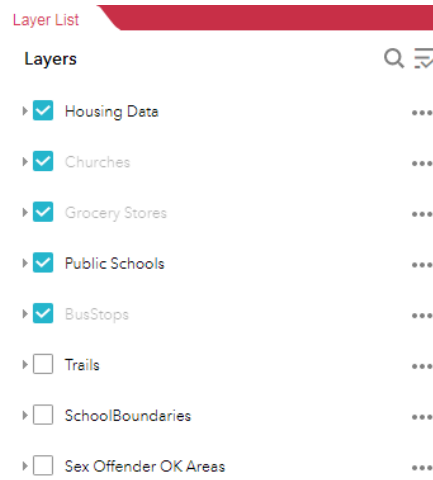 Layer List
Layers
Housing Data
Churches
Grocery Stores
Public Schools
BusStops
Trails
SchoolBoundaries
Sex Offender OK Areas